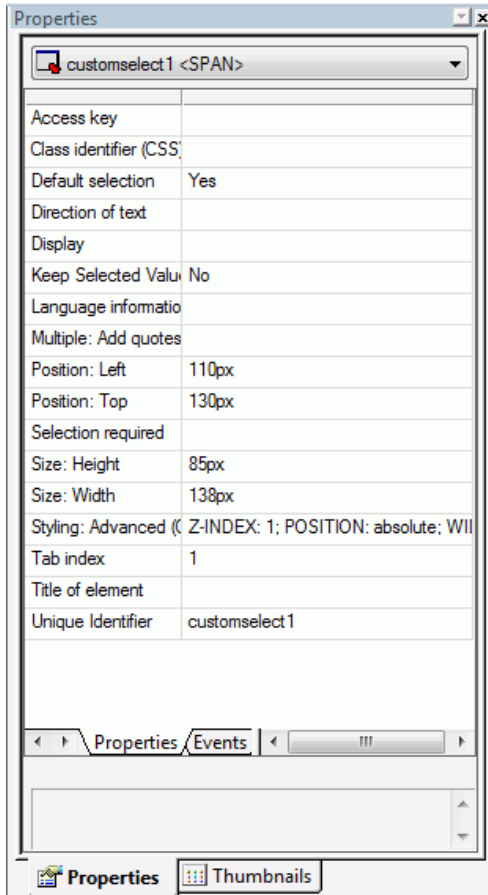 Properties
customselect1 <SPAN>
Access key
Class identifier (CSS)
Default selection Yes
Direction of text
Display
Keep Selected Valu No
Language informatio
Multiple: Add quotes
Position: Left 110px
Position: Top 130px
Selection required
Size: Height 85px
Size: Width 138px
Styling: Advanced (C Z-INDEX: 1; POSITION: absolute; WI
Tab index 1
Title of element
Unique Identifier customselect1
Properties Events
Properties Thumbnails